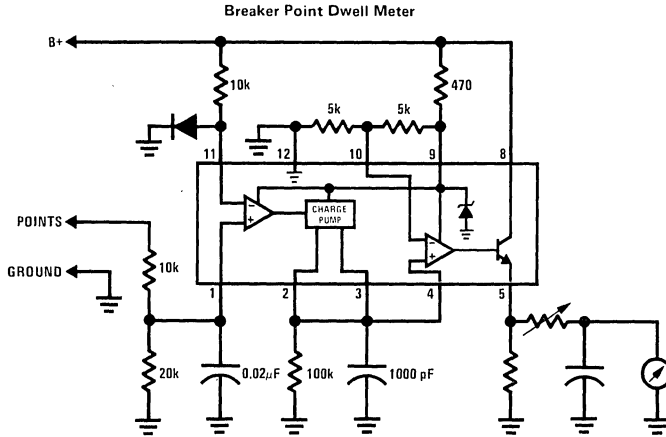 Breaker Point Dwell Meter
B+
10k
470
5k
5k
11
12
10
9
8
CHARGE
PUMP
POINTS
GROUND
10k
1
2
3
4
5
20k
0.02μF
100k
1000 pF